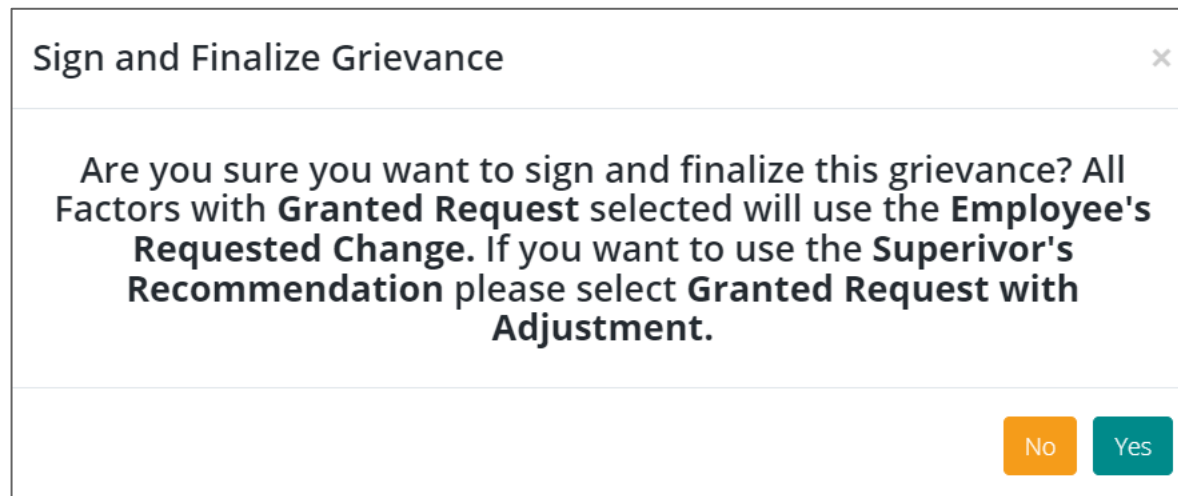 Sign and Finalize Grievance ×
Are you sure you want to sign and finalize this grievance? All
Factors with Granted Request selected will use the Employee's
Requested Change. If you want to use the Superivor's
Recommendation please select Granted Request with
Adjustment.
No Yes